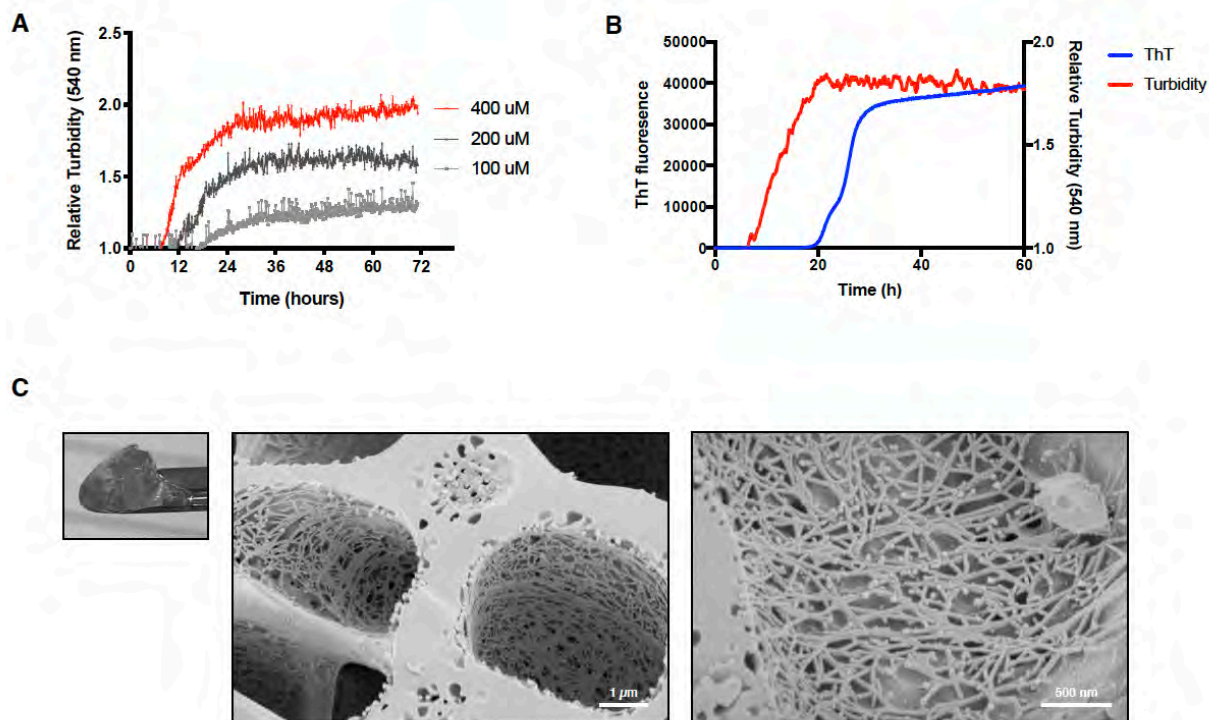 A
Relative Turbidity (540 nm)
2.5
2.0
1.5
1.0
0 12 24 36 48 60 72
Time (hours)
400 uM
200 uM
100 uM
B
ThT fluoresence
50000
40000
30000
20000
10000
0
0 20 40 60
Time (h)
2.0
1.5
1.0
Relative Turbidity (540 nm)
ThT
Turbidity
C
1 µm
500 nm